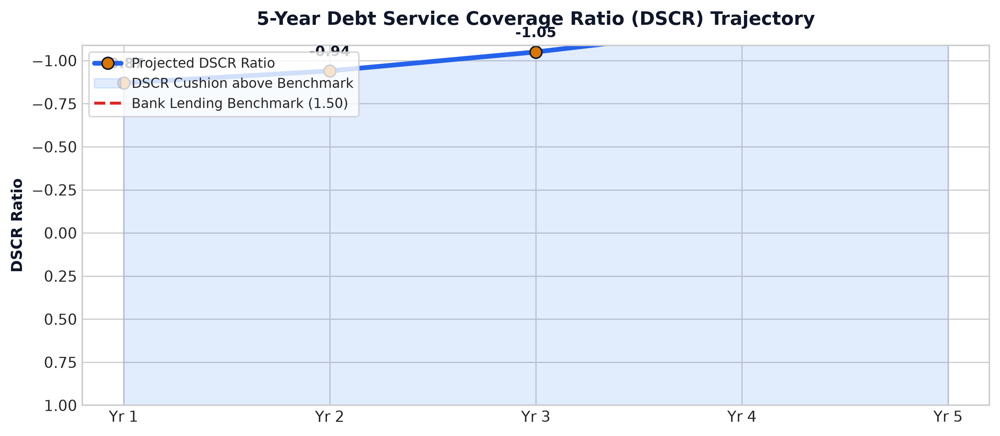 5-Year Debt Service Coverage Ratio (DSCR) Trajectory
-1.05
-0.94
−1.00
Projected DSCR Ratio
DSCR Cushion above Benchmark
−0.75
Bank Lending Benchmark (1.50)
−0.50
−0.25
0.00
0.25
0.50
0.75
1.00
DSCR Ratio
Yr 1 Yr 2 Yr 3 Yr 4 Yr 5